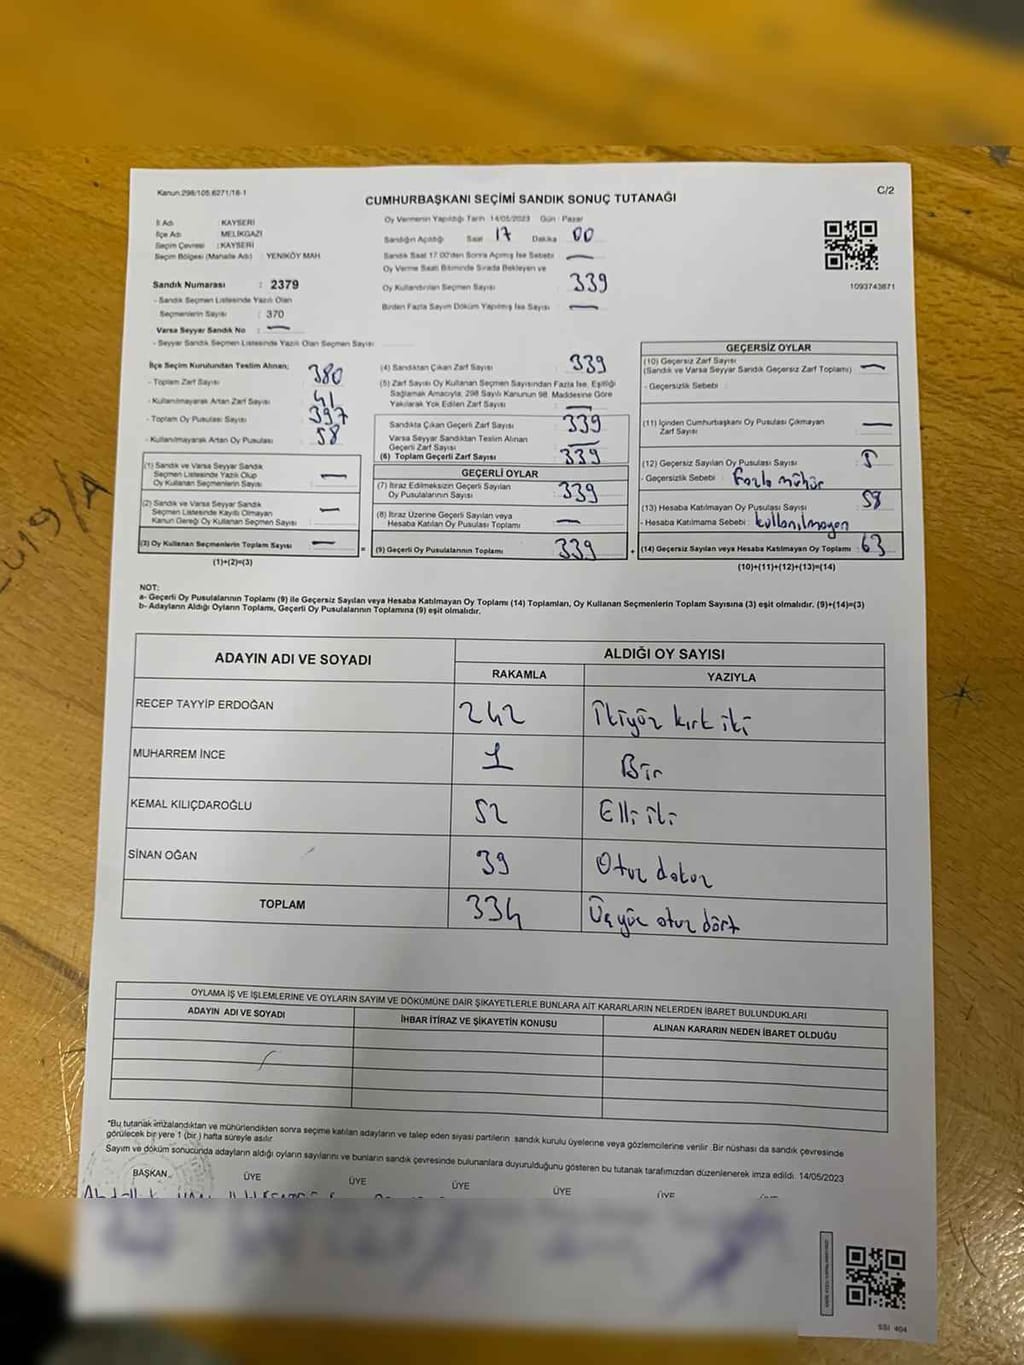 Kanun:298/105,6271/18-1
C/2
CUMHURBAŞKANI SEÇİMİ SANDIK SONUÇ TUTANAĞI
İl Adı : KAYSERİ
İlçe Adı : MELİKGAZİ
Seçim Çevresi : KAYSERİ
Seçim Bölgesi (Mahalle Adı) : YENİKÖY MAH
Sandık Numarası : 2379
- Sandık Seçmen Listesinde Yazılı Olan
Seçmenlerin Sayısı : 370
Varsa Seyyar Sandık No : —
- Seyyar Sandık Seçmen Listesinde Yazılı Olan Seçmen Sayısı
Oy Vermenin Yapıldığı Tarih : 14/05/2023 Gün : Pazar
Sandığın Açıldığı Saat 17 Dakika 00
Sandık Saat 17:00'den Sonra Açılmış İse Sebebi —
Oy Verme Saati Bitiminde Sırada Bekleyen ve
Oy Kullandırılan Seçmen Sayısı 339
Birden Fazla Sayım Döküm Yapılmış İse Sayısı —
1093743871
İlçe Seçim Kurulundan Teslim Alınan;
- Toplam Zarf Sayısı 380
- Kullanılmayarak Artan Zarf Sayısı 41
- Toplam Oy Pusulası Sayısı 397
- Kullanılmayarak Artan Oy Pusulası 58
(1) Sandık ve Varsa Seyyar Sandık
Seçmen Listesinde Yazılı Olup
Oy Kullanan Seçmenlerin Sayısı —
(2) Sandık ve Varsa Seyyar Sandık
Seçmen Listesinde Kayıtlı Olmayan
Kanun Gereği Oy Kullanan Seçmen Sayısı —
(3) Oy Kullanan Seçmenlerin Toplam Sayısı —
(1)+(2)=(3)
(4) Sandıktan Çıkan Zarf Sayısı 339
(5) Zarf Sayısı Oy Kullanan Seçmen Sayısından Fazla İse, Eşitliği
Sağlamak Amacıyla; 298 Sayılı Kanunun 98. Maddesine Göre
Yakılarak Yok Edilen Zarf Sayısı —
Sandıkta Çıkan Geçerli Zarf Sayısı 339
Varsa Seyyar Sandıktan Teslim Alınan
Geçerli Zarf Sayısı —
(6) Toplam Geçerli Zarf Sayısı 339
GEÇERLİ OYLAR
(7) İtiraz Edilmeksizin Geçerli Sayılan
Oy Pusulalarının Sayısı 339
(8) İtiraz Üzerine Geçerli Sayılan veya
Hesaba Katılan Oy Pusulası Toplamı —
= (9) Geçerli Oy Pusulalarının Toplamı 339
GEÇERSİZ OYLAR
(10) Geçersiz Zarf Sayısı
(Sandık ve Varsa Seyyar Sandık Geçersiz Zarf Toplamı) —
- Geçersizlik Sebebi :
(11) İçinden Cumhurbaşkanı Oy Pusulası Çıkmayan
Zarf Sayısı —
(12) Geçersiz Sayılan Oy Pusulası Sayısı 5
- Geçersizlik Sebebi : Fazla mühür
(13) Hesaba Katılmayan Oy Pusulası Sayısı 58
- Hesaba Katılmama Sebebi : kullanılmayan
+ (14) Geçersiz Sayılan veya Hesaba Katılmayan Oy Toplamı : 63
(10)+(11)+(12)+(13)=(14)
NOT:
a- Geçerli Oy Pusulalarının Toplamı (9) ile Geçersiz Sayılan veya Hesaba Katılmayan Oy Toplamı (14) Toplamları, Oy Kullanan Seçmenlerin Toplam Sayısına (3) eşit olmalıdır. (9)+(14)=(3)
b- Adayların Aldığı Oyların Toplamı, Geçerli Oy Pusulalarının Toplamına (9) eşit olmalıdır.
ADAYIN ADI VE SOYADI
ALDIĞI OY SAYISI
RAKAMLA YAZIYLA
RECEP TAYYİP ERDOĞAN 242 İkiyüz kırk iki
MUHARREM İNCE 1 Bir
KEMAL KILIÇDAROĞLU 52 Elli iki
SİNAN OĞAN 39 Otuz dokuz
TOPLAM 334 Üçyüz otuz dört
OYLAMA İŞ VE İŞLEMLERİNE VE OYLARIN SAYIM VE DÖKÜMÜNE DAİR ŞİKAYETLERLE BUNLARA AİT KARARLARIN NELERDEN İBARET BULUNDUKLARI
ADAYIN ADI VE SOYADI İHBAR İTİRAZ VE ŞİKAYETİN KONUSU ALINAN KARARIN NEDEN İBARET OLDUĞU
*Bu tutanak imzalandıktan ve mühürlendikten sonra seçime katılan adayların ve talep eden siyasi partilerin sandık kurulu üyelerine veya gözlemcilerine verilir. Bir nüshası da sandık çevresinde
görülecek bir yere 1 (bir ) hafta süreyle asılır.
Sayım ve döküm sonucunda adayların aldığı oyların sayılarını ve bunların sandık çevresinde bulunanlara duyurulduğunu gösteren bu tutanak tarafımızdan düzenlenerek imza edildi. 14/05/2023
BAŞKAN ÜYE ÜYE ÜYE ÜYE ÜYE
SSI 404